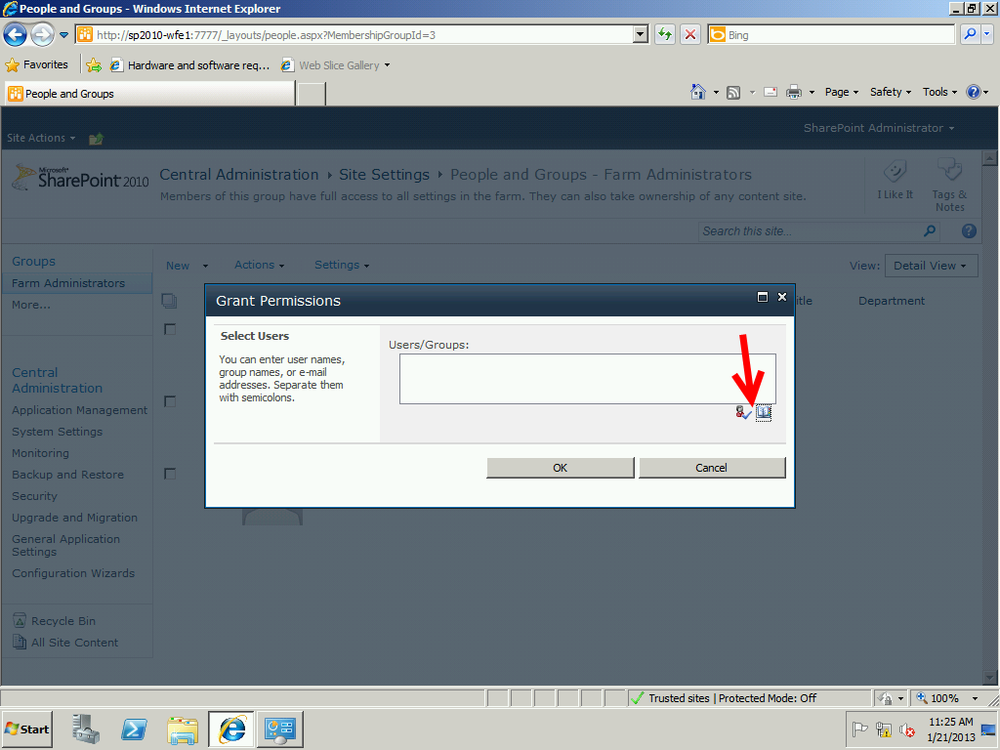 People and Groups - Windows Internet Explorer
http://sp2010-wfe1:7777/_layouts/people.aspx?MembershipGroupId=3
Bing
Favorites
Hardware and software req...
Web Slice Gallery
People and Groups
Page
Safety
Tools
Site Actions
SharePoint Administrator
Microsoft
SharePoint 2010
Central Administration
Site Settings
People and Groups - Farm Administrators
Members of this group have full access to all settings in the farm. They can also take ownership of any content site.
I Like It
Tags &
Notes
Search this site...
Groups
Farm Administrators
More...
New
Actions
Settings
View:
Detail View
Department
Grant Permissions
Select Users
You can enter user names,
group names, or e-mail
addresses. Separate them
with semicolons.
Users/Groups:
OK
Cancel
Central
Administration
Application Management
System Settings
Monitoring
Backup and Restore
Security
Upgrade and Migration
General Application
Settings
Configuration Wizards
Recycle Bin
All Site Content
Trusted sites | Protected Mode: Off
100%
Start
11:25 AM
1/21/2013